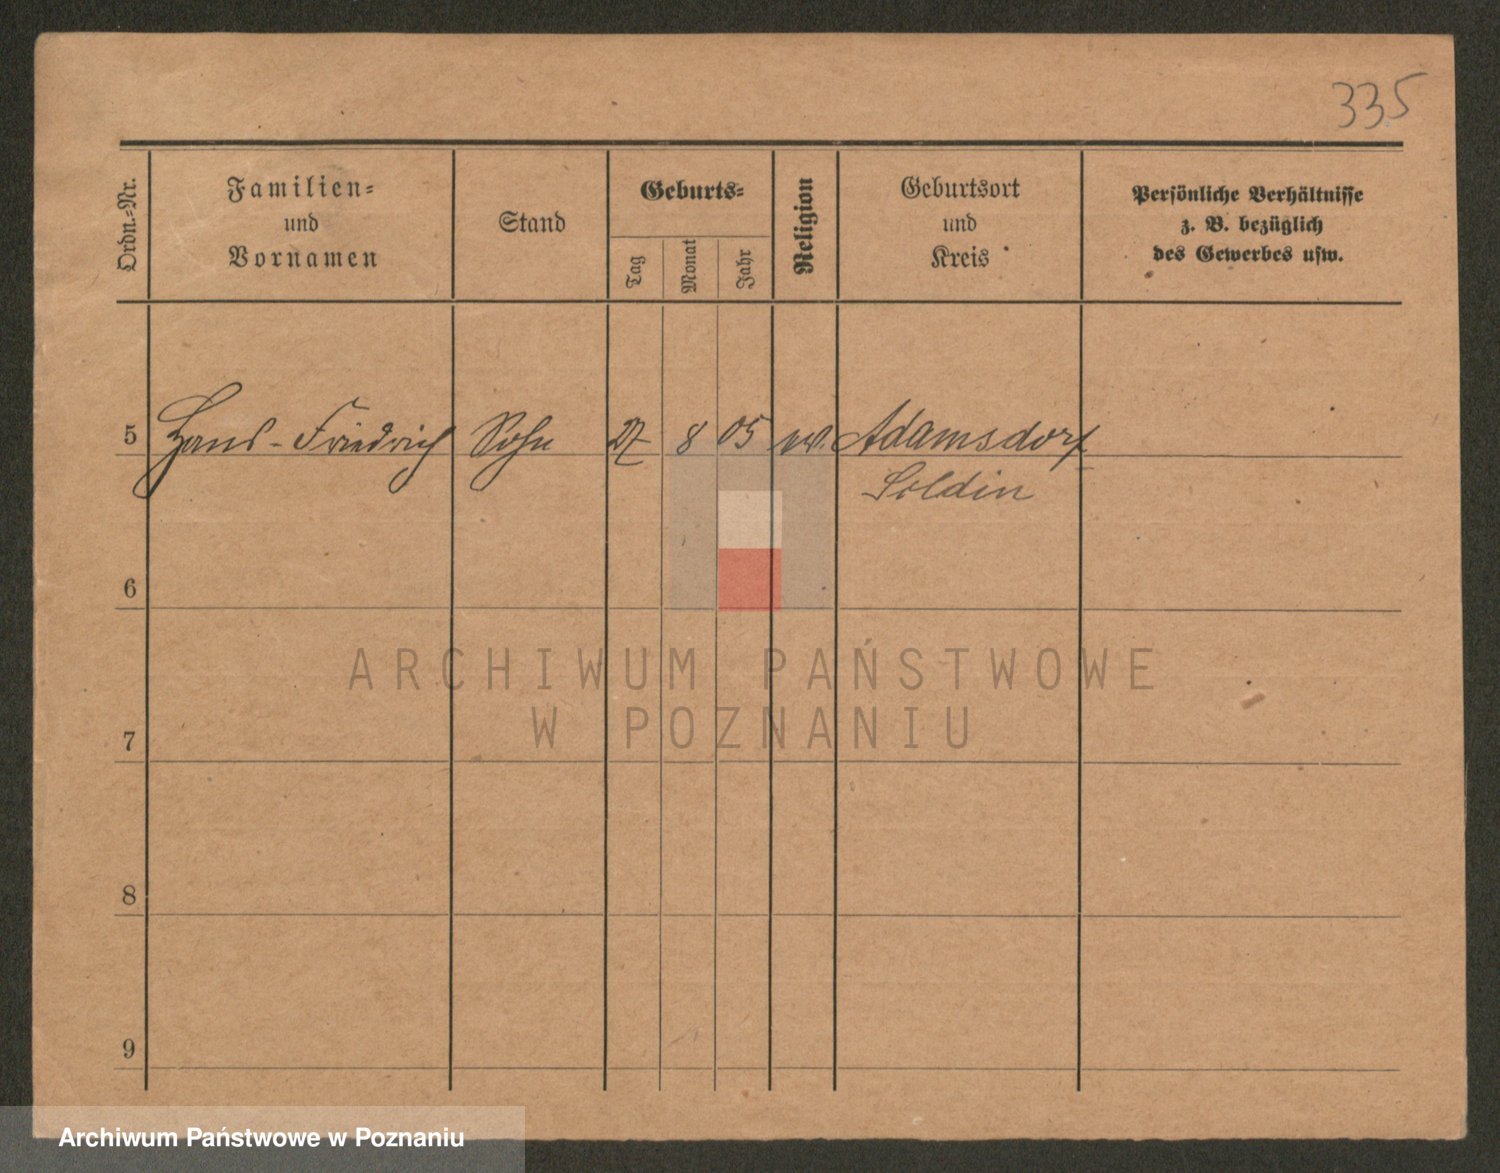 335
Ordn.-Nr.
Familien-
und
Vornamen
Stand
Geburts-
Tag
Monat
Jahr
Religion
Geburtsort
und
Kreis
Persönliche Verhältnisse
z. B. bezüglich
des Gewerbes usw.
5 Hans-Friedrich Sohn 27 8 05 Adamsdorf
Soldin
6
7
8
9
ARCHIWUM PAŃSTWOWE
W POZNANIU
Archiwum Państwowe w Poznaniu